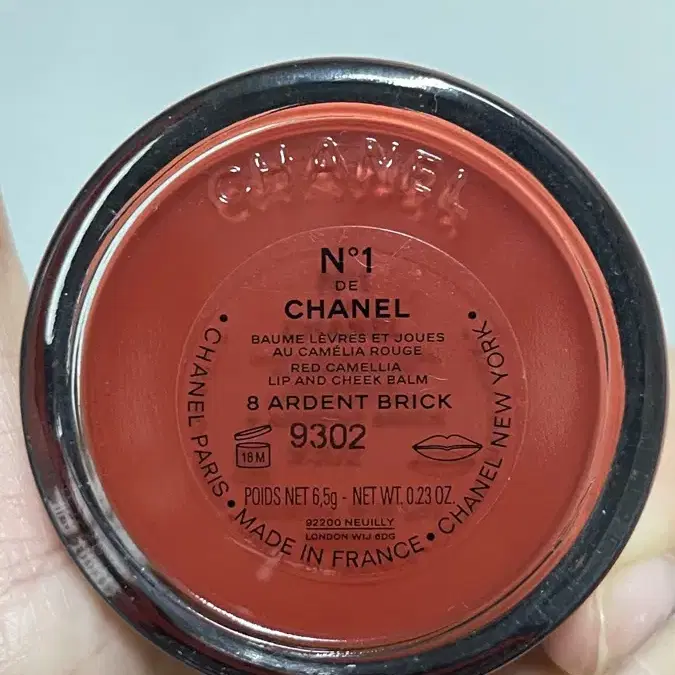 CHANEL
N°1
DE
CHANEL
BAUME LÈVRES ET JOUES
AU CAMÉLIA ROUGE
RED CAMELLIA
LIP AND CHEEK BALM
8 ARDENT BRICK
9302
18 M
POIDS NET 6,5g - NET WT. 0.23 OZ.
92200 NEUILLY
LONDON W1J 6DG
• CHANEL PARIS • MADE IN FRANCE • CHANEL NEW YORK •